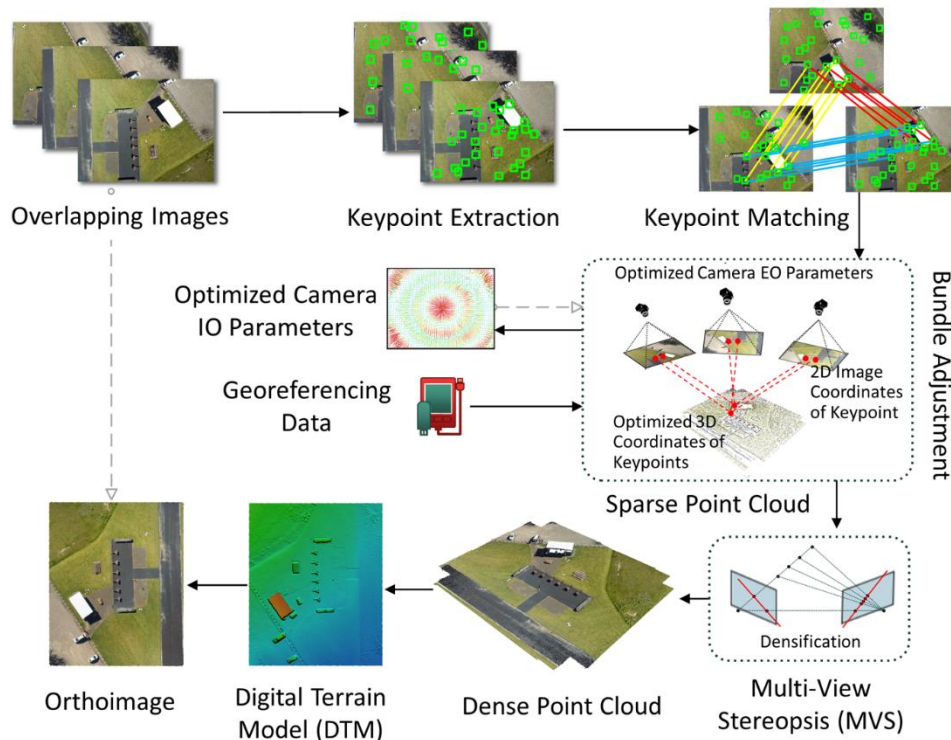 Overlapping Images
Keypoint Extraction
Keypoint Matching
Optimized Camera EO Parameters
Optimized Camera
IO Parameters
2D Image
Coordinates
of Keypoint
Georeferencing
Data
Optimized 3D
Coordinates of
Keypoints
Bundle Adjustment
Sparse Point Cloud
Densification
Orthoimage
Digital Terrain
Model (DTM)
Dense Point Cloud
Multi-View
Stereopsis (MVS)